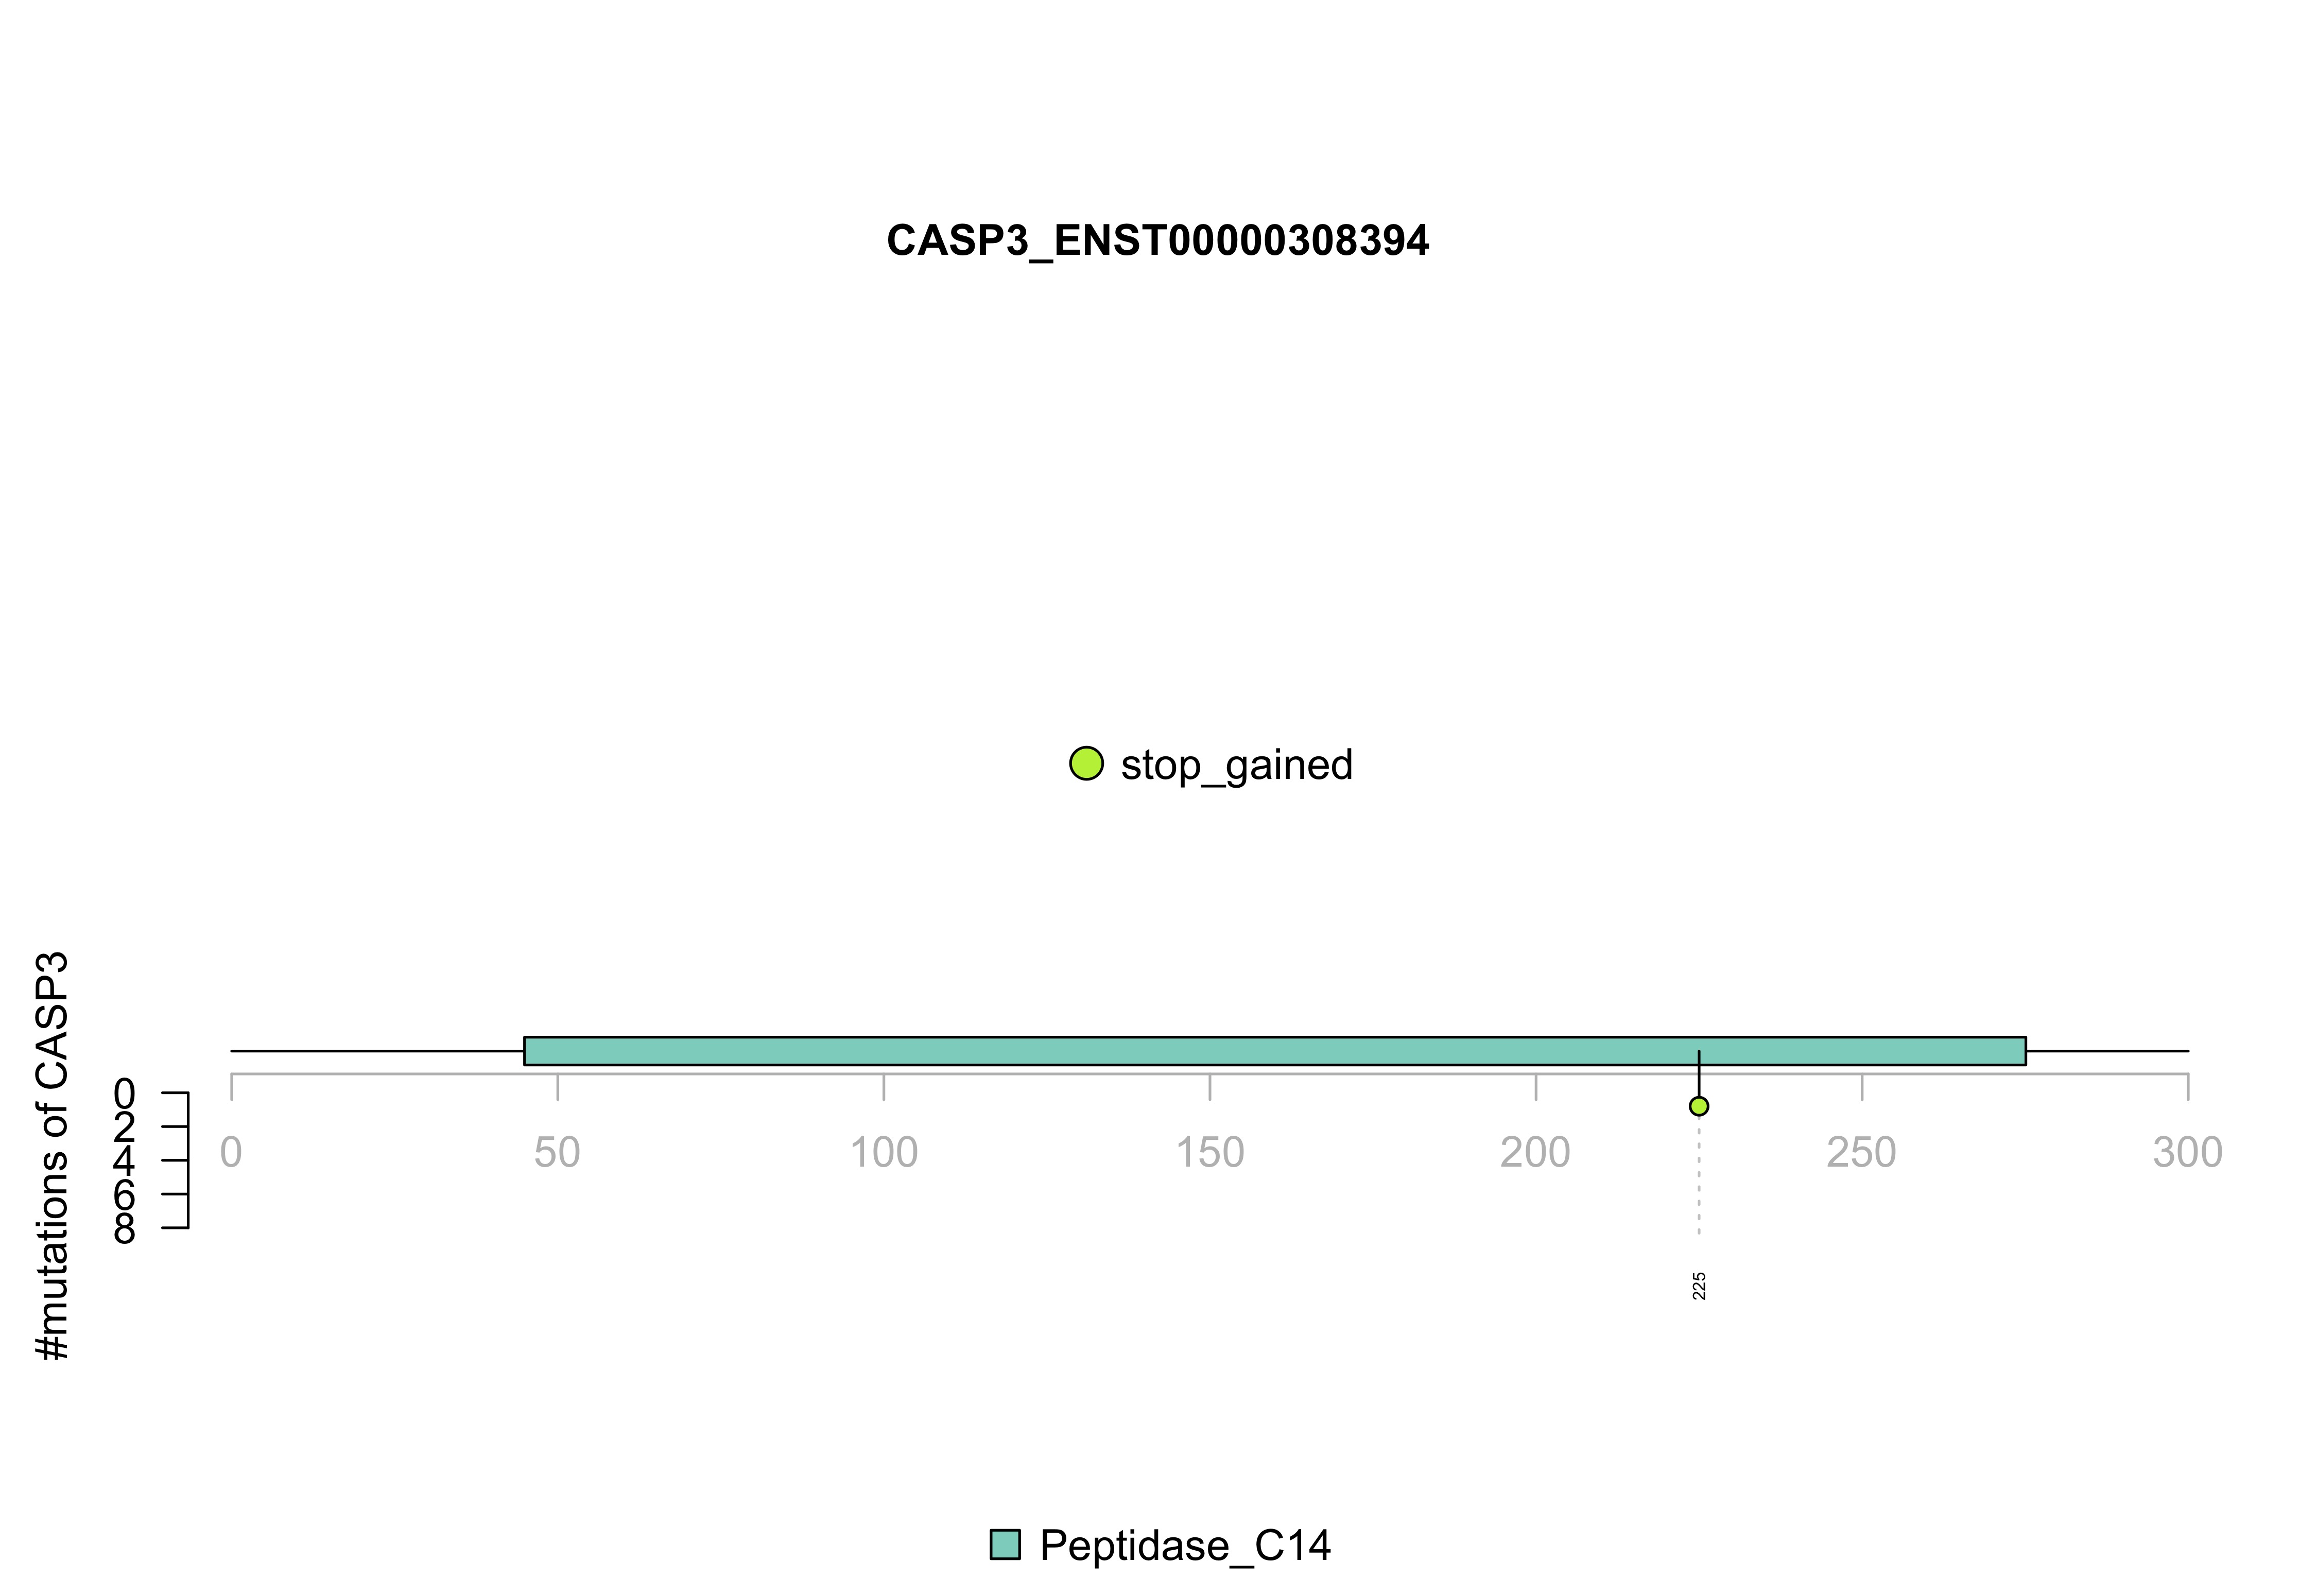 CASP3_ENST00000308394
stop_gained
#mutations of CASP3
0
2
4
6
8
0 50 100 150 200 250 300
225
Peptidase_C14